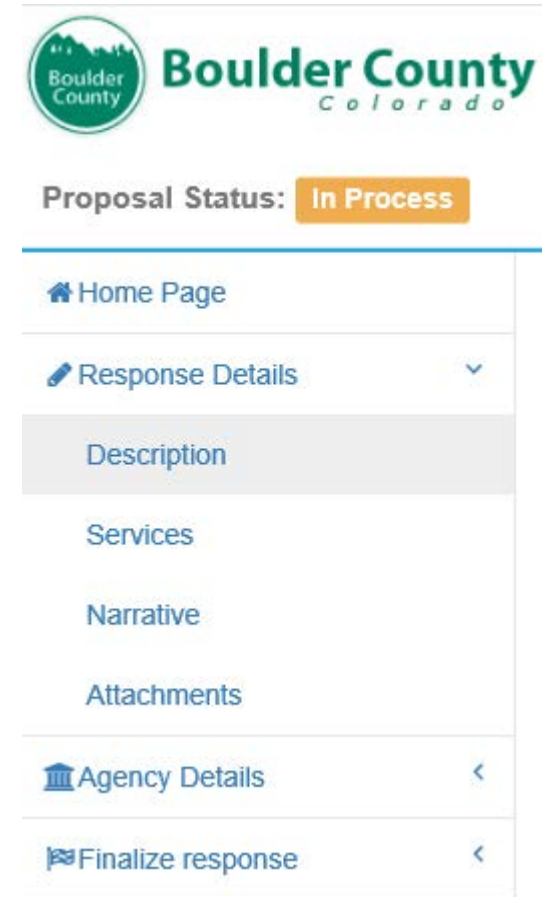 Boulder
County
Boulder County
Colorado
Proposal Status: In Process
Home Page
Response Details
Description
Services
Narrative
Attachments
Agency Details
Finalize response